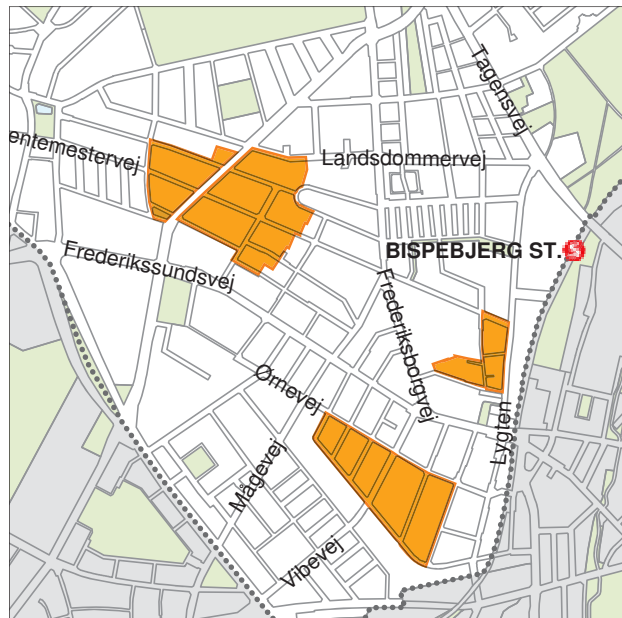 Tagensvej
entemestervej
Landsdommervej
BISPEBJERG ST.
Frederikssundsvej
Frederiksborgvej
Ørnevej
Lygten
Mågevej
Vibevej